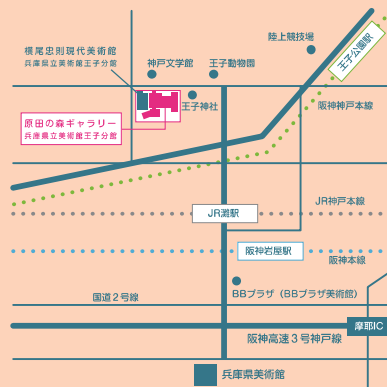 陸上競技場
王子公園駅
横尾忠則現代美術館
兵庫県立美術館王子分館
神戸文学館
王子動物園
阪神神戸本線
王子神社
原田の森ギャラリー
兵庫県立美術館王子分館
JR神戸本線
JR灘駅
阪神岩屋駅
阪神本線
BBプラザ（BBプラザ美術館）
国道2号線
摩耶IC
阪神高速3号神戸線
兵庫県美術館